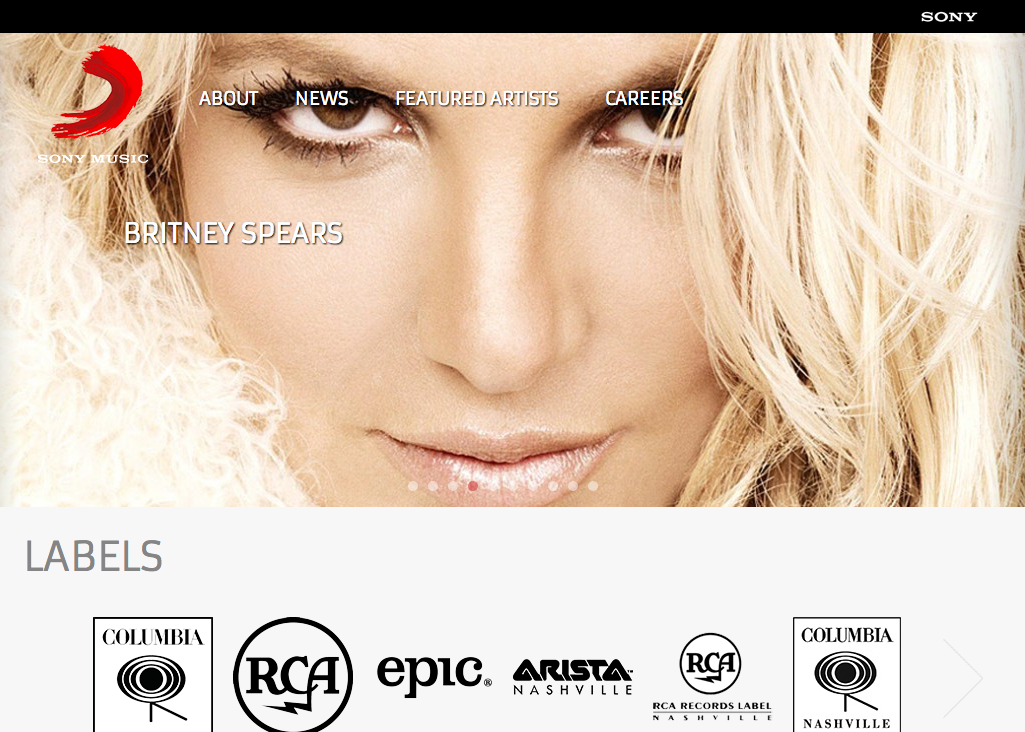 SONY
SONY MUSIC
ABOUT NEWS FEATURED ARTISTS CAREERS
BRITNEY SPEARS
LABELS
COLUMBIA
RCA
epic®
ARISTA™
NASHVILLE
RCA
RCA RECORDS LABEL
NASHVILLE
COLUMBIA
NASHVILLE